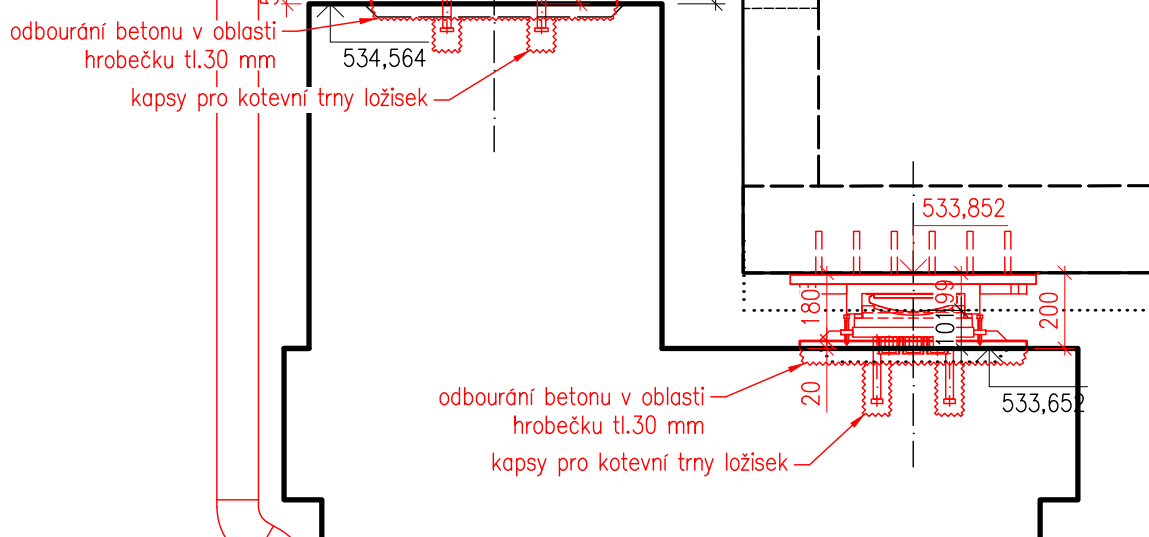 odbourání betonu v oblasti
hrobečku tl.30 mm
534,564
kapsy pro kotevní trny ložisek
533,852
180
99
101
200
20
odbourání betonu v oblasti
hrobečku tl.30 mm
533,652
kapsy pro kotevní trny ložisek